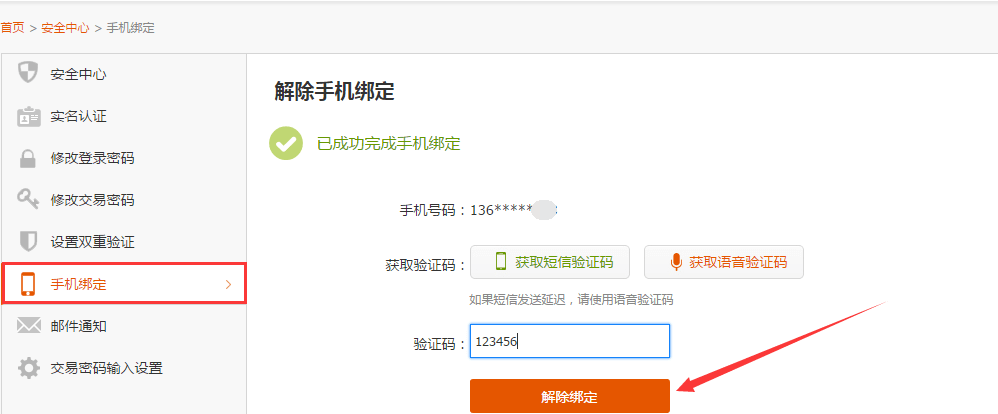 首页 > 安全中心 > 手机绑定
安全中心
实名认证
修改登录密码
修改交易密码
设置双重验证
手机绑定
邮件通知
交易密码输入设置
解除手机绑定
已成功完成手机绑定
手机号码：136*****
获取验证码：
获取短信验证码
获取语音验证码
如果短信发送延迟，请使用语音验证码
验证码：
123456
解除绑定